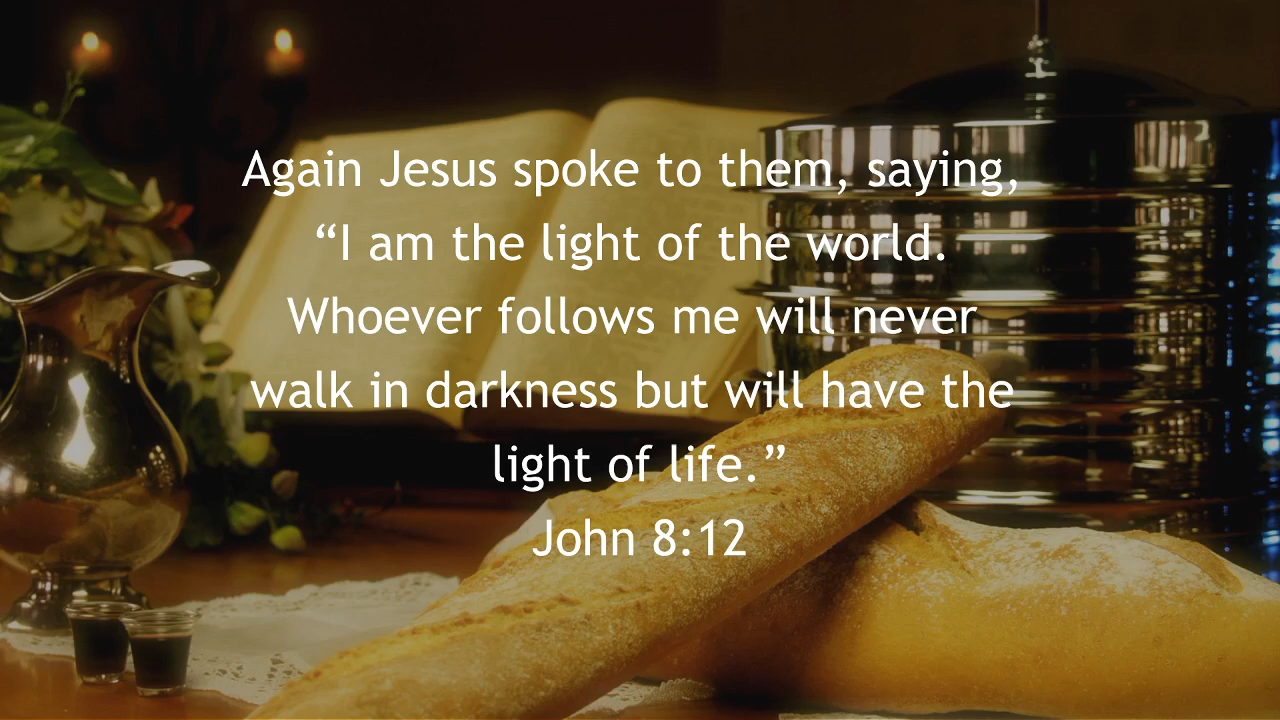 Again Jesus spoke to them, saying,
“I am the light of the world.
Whoever follows me will never
walk in darkness but will have the
light of life.”
John 8:12